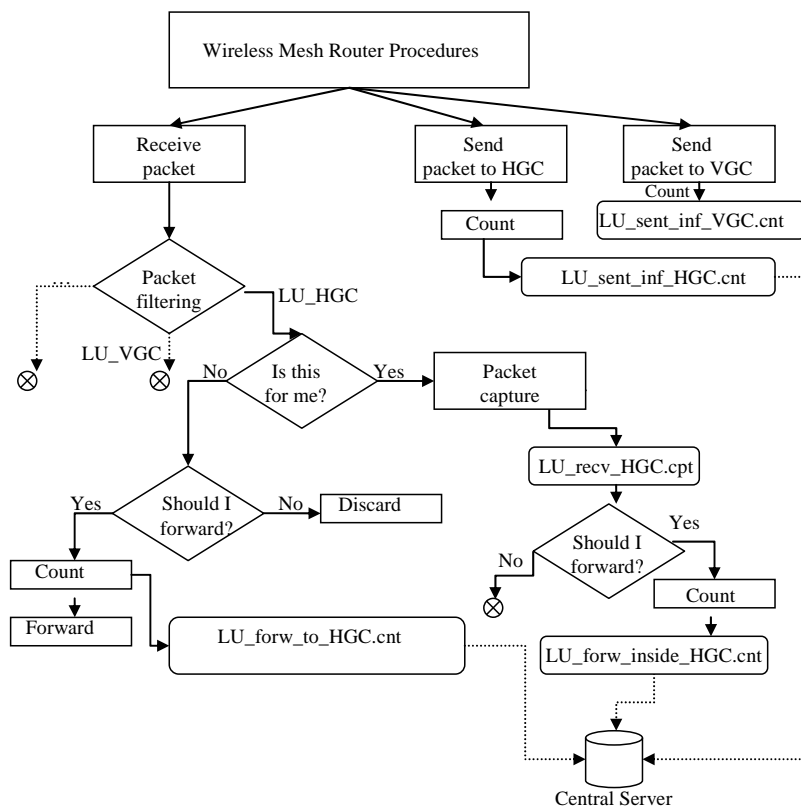 Wireless Mesh Router Procedures
Receive
packet
Send
packet to HGC
Send
packet to VGC
Count
LU_sent_inf_VGC.cnt
Count
LU_sent_inf_HGC.cnt
...
Packet
filtering
LU_HGC
LU_VGC
No
Is this
for me?
Yes
Packet
capture
LU_recv_HGC.cpt
Yes
Should I
forward?
No
Discard
No
Should I
forward?
Yes
Count
Count
Forward
LU_forw_to_HGC.cnt
LU_forw_inside_HGC.cnt
Central Server